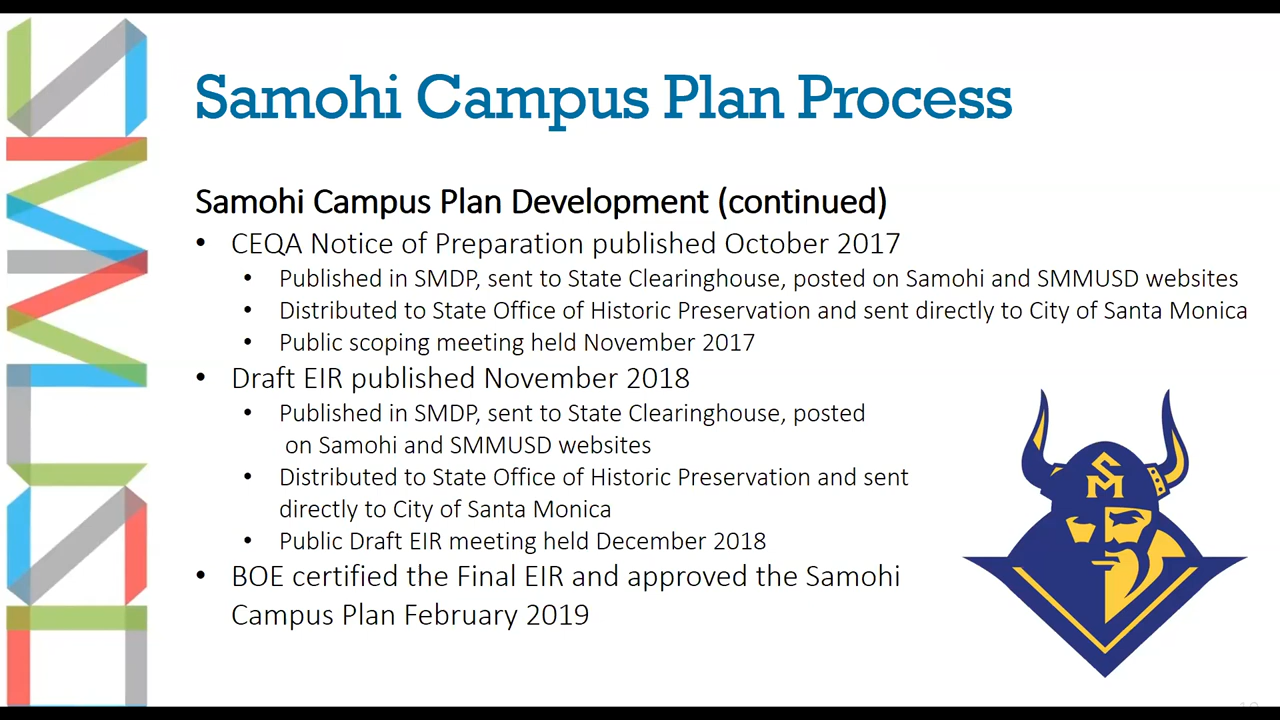 Samohi Campus Plan Process
Samohi Campus Plan Development (continued)
• CEQA Notice of Preparation published October 2017
• Published in SMDP, sent to State Clearinghouse, posted on Samohi and SMMUSD websites
• Distributed to State Office of Historic Preservation and sent directly to City of Santa Monica
• Public scoping meeting held November 2017
• Draft EIR published November 2018
• Published in SMDP, sent to State Clearinghouse, posted
on Samohi and SMMUSD websites
• Distributed to State Office of Historic Preservation and sent
directly to City of Santa Monica
• Public Draft EIR meeting held December 2018
• BOE certified the Final EIR and approved the Samohi
Campus Plan February 2019
SM